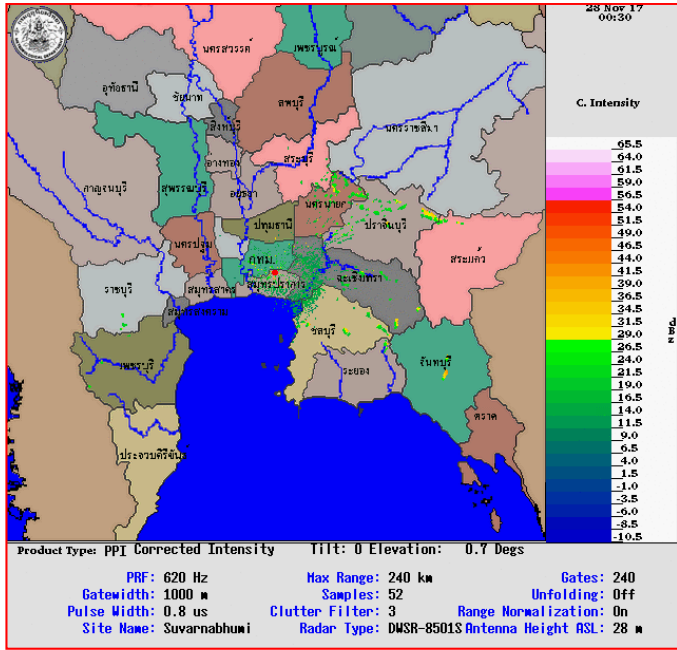 28 Nov 17
00:30
C. Intensity
65.5
64.0
61.5
59.0
56.5
54.0
51.5
49.0
46.5
44.0
41.5
39.0
36.5
34.0
31.5
29.0
26.5
24.0
21.5
19.0
16.5
14.0
11.5
9.0
6.5
4.0
1.5
-1.0
-3.5
-6.0
-8.5
-10.5
นครสวรรค์
เพชรบูรณ์
อุทัยธานี
ชัยนาท
ลพบุรี
สิงห์บุรี
นครราชสีมา
อ่างทอง
สระบุรี
กาญจนบุรี
สุพรรณบุรี
อยุธยา
นครนายก
ปทุมธานี
ปราจีนบุรี
นครปฐม
สระแก้ว
กทม.
ราชบุรี
สมุทรสาคร
สมุทรปราการ
ฉะเชิงเทรา
ชลบุรี
เพชรบุรี
ระยอง
จันทบุรี
ตราด
ประจวบคีรีขันธ์
Product Type: PPI Corrected Intensity Tilt: 0 Elevation: 0.7 Degs
PRF: 620 Hz Max Range: 240 km Gates: 240
Gatewidth: 1000 m Samples: 52 Unfolding: Off
Pulse Width: 0.8 us Clutter Filter: 3 Range Normalization: On
Site Name: Suvarnabhumi Radar Type: DWSR-8501S Antenna Height ASL: 28 m